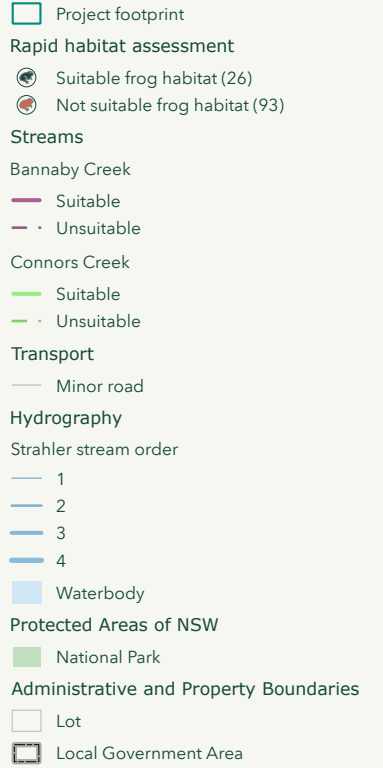 Project footprint
Rapid habitat assessment
Suitable frog habitat (26)
Not suitable frog habitat (93)
Streams
Bannaby Creek
Suitable
Unsuitable
Connors Creek
Suitable
Unsuitable
Transport
Minor road
Hydrography
Strahler stream order
1
2
3
4
Waterbody
Protected Areas of NSW
National Park
Administrative and Property Boundaries
Lot
Local Government Area